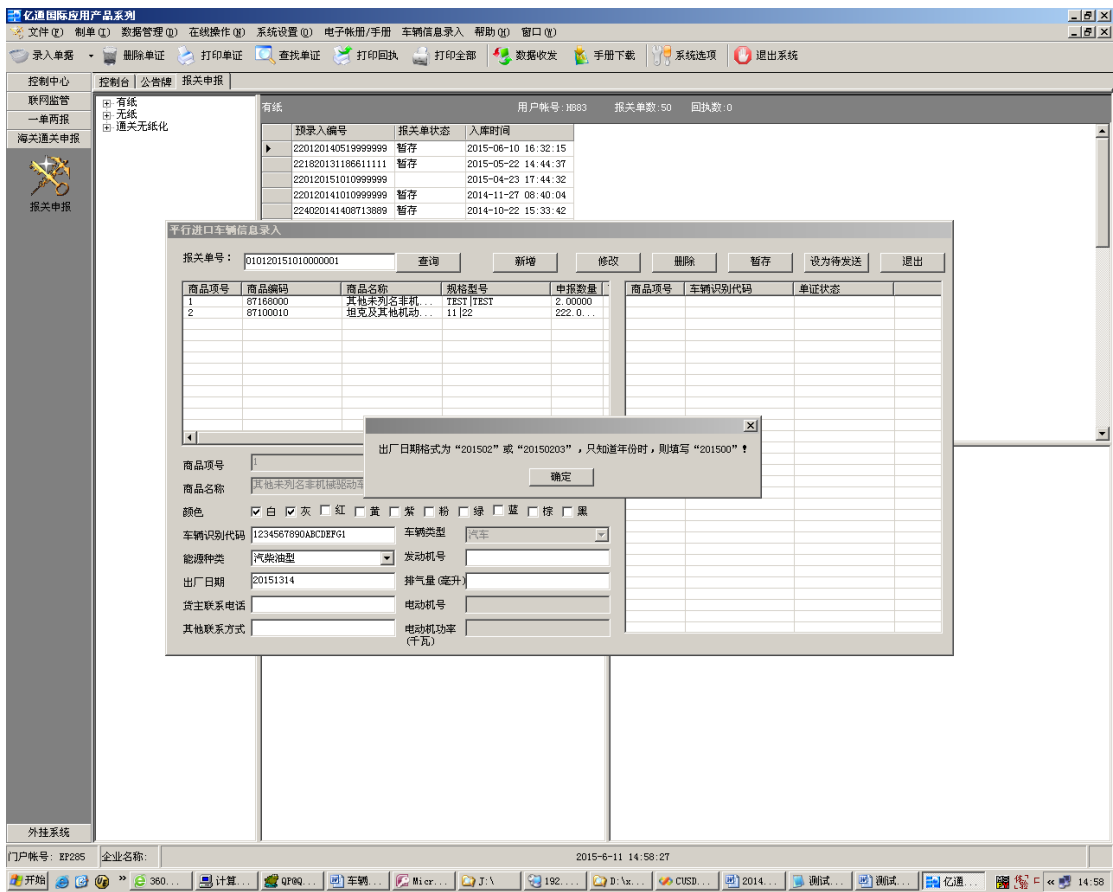 亿通国际应用产品系列
文件(F) 制单(I) 数据管理(D) 在线操作(M) 系统设置(O) 电子帐册/手册 车辆信息录入 帮助(H) 窗口(W)
录入单据 删除单证 打印单证 查找单证 打印回执 打印全部 数据收发 手册下载 系统选项 退出系统
控制中心 控制台 公告牌 报关申报
联网监管
一单两报
海关通关申报
报关申报
有纸
无纸
通关无纸化
有纸 用户帐号:HB83 报关单数:50 回执数:0
预录入编号 报关单状态 入库时间
220120140519999999 暂存 2015-06-10 16:32:15
221820131186611111 暂存 2015-05-22 14:44:37
220120151010999999 2015-04-23 17:44:32
220120141010999999 暂存 2014-11-27 08:40:04
224020141408713889 暂存 2014-10-22 15:33:42
平行进口车辆信息录入
报关单号： 010120151010000001 查询 新增 修改 删除 暂存 设为待发送 退出
商品项号 商品编码 商品名称 规格型号 申报数量 商品项号 车辆识别代码 单证状态
1 87168000 其他未列名非机... TEST|TEST 2.00000
2 87100010 坦克及其他机动... 11|22 222.0...
出厂日期格式为“201502”或“20150203”，只知道年份时，则填写“201500”！
确定
商品项号 1
商品名称 其他未列名非机械驱动车
颜色 白 灰 红 黄 紫 粉 绿 蓝 棕 黑
车辆识别代码 1234567890ABCDEFG1 车辆类型 汽车
能源种类 汽柴油型 发动机号
出厂日期 20151314 排气量(毫升)
货主联系电话 电动机号
其他联系方式 电动机功率
(千瓦)
外挂系统
门户帐号: EP285 企业名称: 2015-6-11 14:58:27
开始 360... 计算... QP@Q... 车辆... Micr... J:\ 192.... D:\x... CUSD... 2014... 测试... 测试... 亿通... 14:58